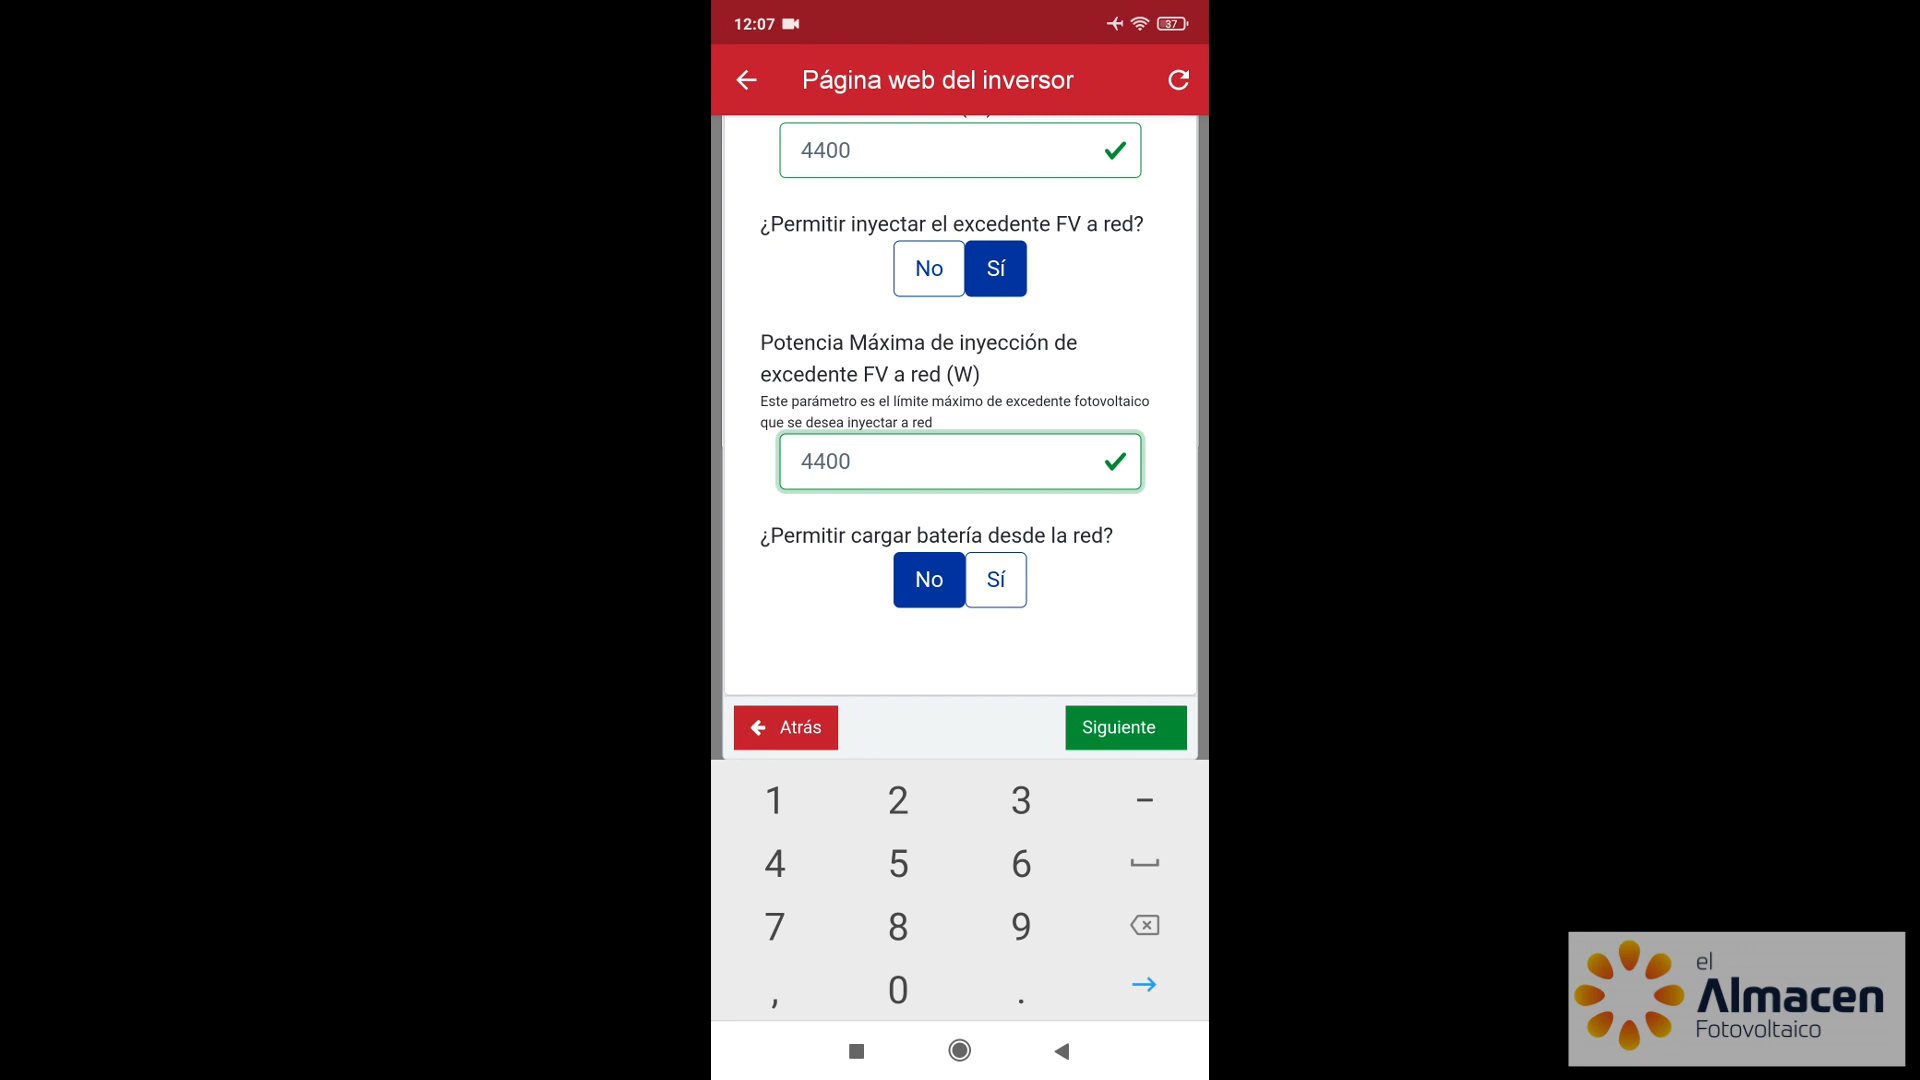 12:07
37
Página web del inversor
4400
¿Permitir inyectar el excedente FV a red?
No
Sí
Potencia Máxima de inyección de
excedente FV a red (W)
Este parámetro es el límite máximo de excedente fotovoltaico
que se desea inyectar a red
4400
¿Permitir cargar batería desde la red?
No
Sí
Atrás
Siguiente
1 2 3 -
4 5 6
7 8 9
, 0 .
el
Almacen
Fotovoltaico